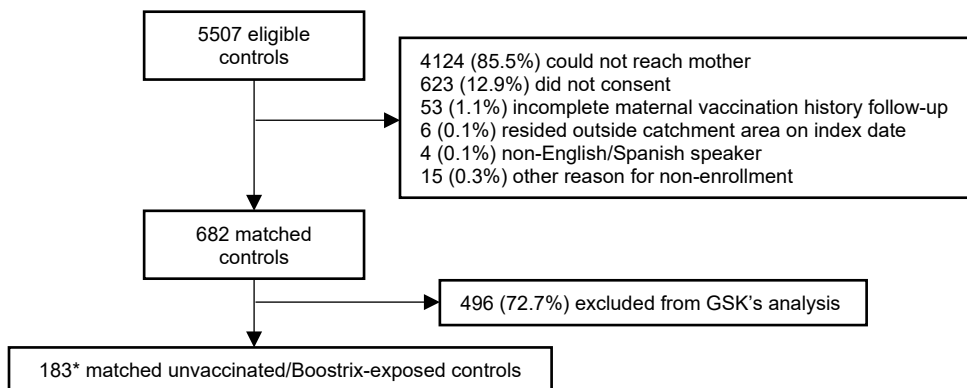 5507 eligible
controls
4124 (85.5%) could not reach mother
623 (12.9%) did not consent
53 (1.1%) incomplete maternal vaccination history follow-up
6 (0.1%) resided outside catchment area on index date
4 (0.1%) non-English/Spanish speaker
15 (0.3%) other reason for non-enrollment
682 matched
controls
496 (72.7%) excluded from GSK's analysis
183* matched unvaccinated/Boostrix-exposed controls